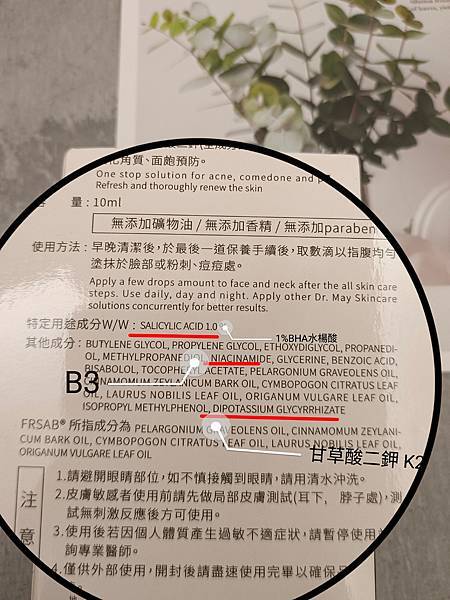 化角質、面皰預防。
One stop solution for acne, comedone and
Refresh and thoroughly renew the skin
量 : 10ml
無添加礦物油 / 無添加香精 / 無添加paraben
使用方法 : 早晚清潔後,於最後一道保養手續後,取數滴以指腹均勻
塗抹於臉部或粉刺、痘痘處。
Apply a few drops amount to face and neck after the all skin care
steps. Use daily, day and night. Apply other Dr. May Skincare
solutions concurrently for better results.
特定用途成分W/W : SALICYLIC ACID 1.0
1%BHA水楊酸
其他成分 : BUTYLENE GLYCOL, PROPYLENE GLYCOL, ETHOXYDIGLYCOL, PROPANEDI-
OL, METHYLPROPANEDIOL, NIACINAMIDE, GLYCERINE, BENZOIC ACID,
B3
BISABOLOL, TOCOPHERYL ACETATE, PELARGONIUM GRAVEOLENS OIL,
CINNAMOMUM ZEYLANICUM BARK OIL, CYMBOPOGON CITRATUS LEAF
OIL, LAURUS NOBILIS LEAF OIL, ORIGANUM VULGARE LEAF OIL,
ISOPROPYL METHYLPHENOL, DIPOTASSIUM GLYCYRRHIZATE
FRSAB® 所指成分為 PELARGONIUM GRAVEOLENS OIL, CINNAMOMUM ZEYLANI-
CUM BARK OIL, CYMBOPOGON CITRATUS LEAF OIL, LAURUS NOBILIS LEAF OIL,
ORIGANUM VULGARE LEAF OIL
甘草酸二鉀 K2
注意
1.請避開眼睛部位,如不慎接觸到眼睛,請用清水沖洗。
2.皮膚敏感者使用前請先做局部皮膚測試(耳下, 脖子處),測
試無刺激反應後方可使用。
3.使用後若因個人體質產生過敏不適症狀,請暫停使用
詢專業醫師。
4.僅供外部使用,開封後請盡速使用完畢以確保